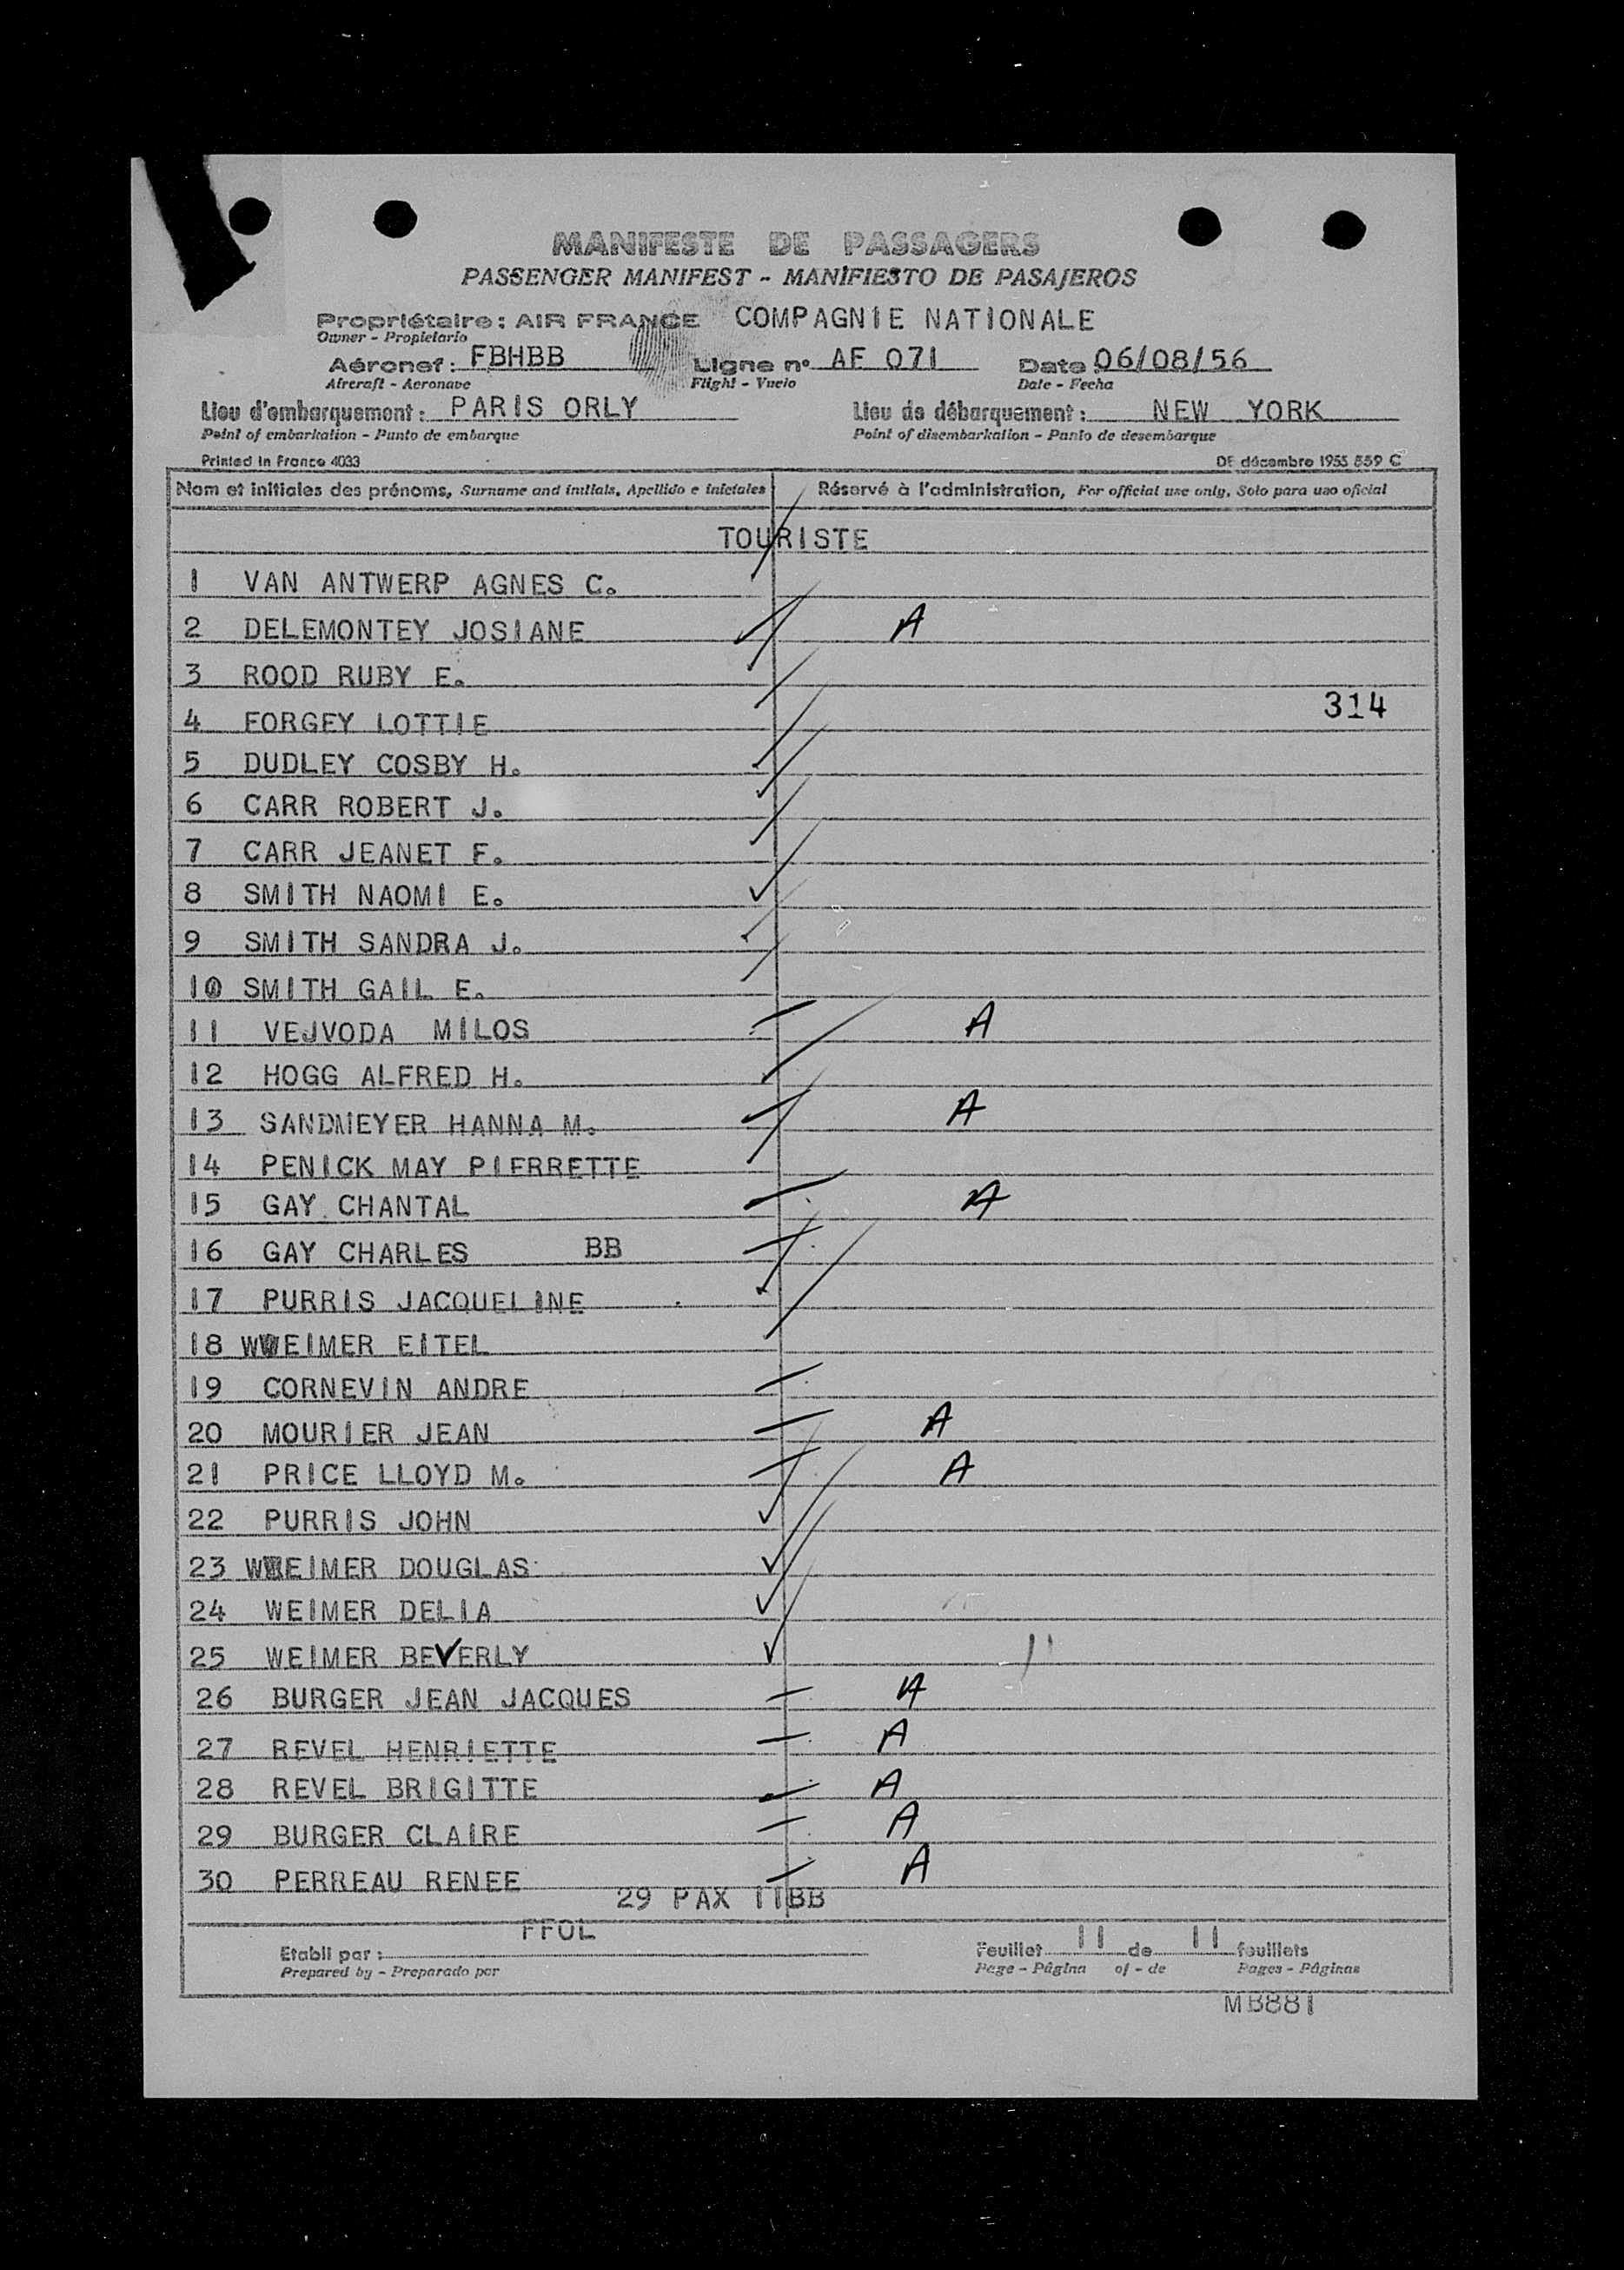 MANIFESTE DE PASSAGERS
PASSENGER MANIFEST - MANIFIESTO DE PASAJEROS
Propriétaire : AIR FRANCE COMPAGNIE NATIONALE
Owner - Propietario
Aéronef : FBHBB Ligne n° AF 071 Date : 06/08/56
Aircraft - Aeronave Flight - Vuelo Date - Fecha
Lieu d'embarquement : PARIS ORLY Lieu de débarquement : NEW YORK
Point of embarkation - Punto de embarque Point of disembarkation - Punto de desembarque
Printed in France 4033 DE décembre 1955 559 C
Nom et initiales des prénoms, Surname and initials, Apellido e iniciales Réservé à l'administration, For official use only, Solo para uso oficial
TOURISTE
1 VAN ANTWERP AGNES C.
2 DELEMONTEY JOSIANE A
3 ROOD RUBY E.
314
4 FORGEY LOTTIE
5 DUDLEY COSBY H.
6 CARR ROBERT J.
7 CARR JEANET F.
8 SMITH NAOMI E.
9 SMITH SANDRA J.
10 SMITH GAIL E.
11 VEJVODA MILOS A
12 HOGG ALFRED H.
13 SANDMEYER HANNA M. A
14 PENICK MAY PIERRETTE
15 GAY CHANTAL A
16 GAY CHARLES BB
17 PURRIS JACQUELINE
18 WWEIMER EITEL
19 CORNEVIN ANDRE
20 MOURIER JEAN A
21 PRICE LLOYD M. A
22 PURRIS JOHN
23 WWEIMER DOUGLAS
24 WEIMER DELIA
25 WEIMER BEVERLY
26 BURGER JEAN JACQUES A
27 REVEL HENRIETTE A
28 REVEL BRIGITTE A
29 BURGER CLAIRE A
30 PERREAU RENEE A
29 PAX 11BB
FFOL
Etabli par : Feuillet 11 de 11 feuillets
Prepared by - Preparado por Page - Página of - de Pages - Páginas
MB881